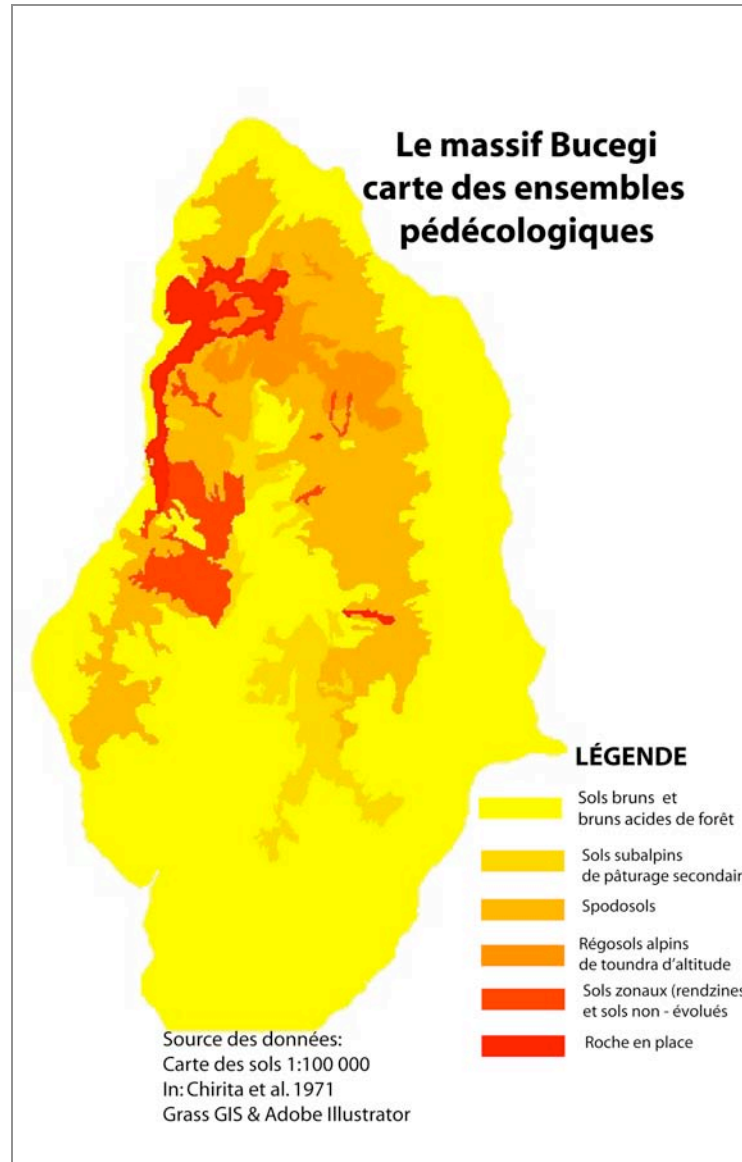 Le massif Bucegi
carte des ensembles
pédécologiques
LÉGENDE
Sols bruns et
bruns acides de forêt
Sols subalpins
de pâturage secondair
Spodosols
Régosols alpins
de toundra d'altitude
Sols zonaux (rendzines
et sols non - évolués
Roche en place
Source des données:
Carte des sols 1:100 000
In: Chirita et al. 1971
Grass GIS & Adobe Illustrator